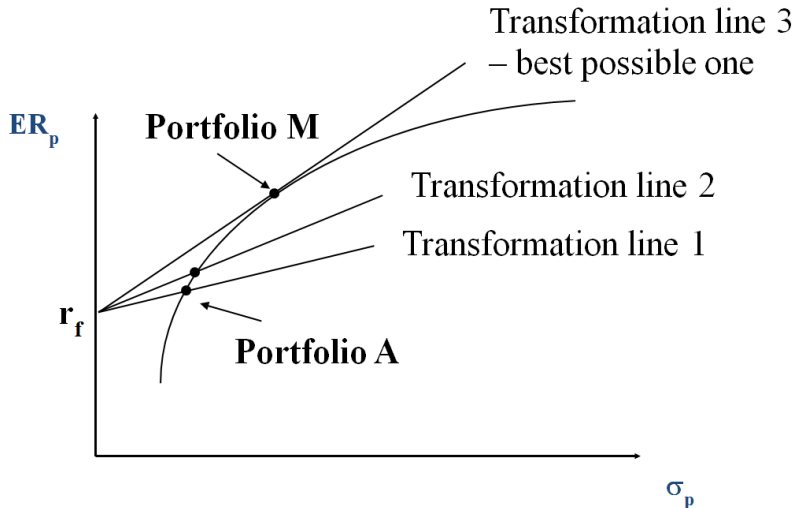 Transformation line 3
– best possible one
ERp
Portfolio M
Transformation line 2
Transformation line 1
rf
Portfolio A
σp